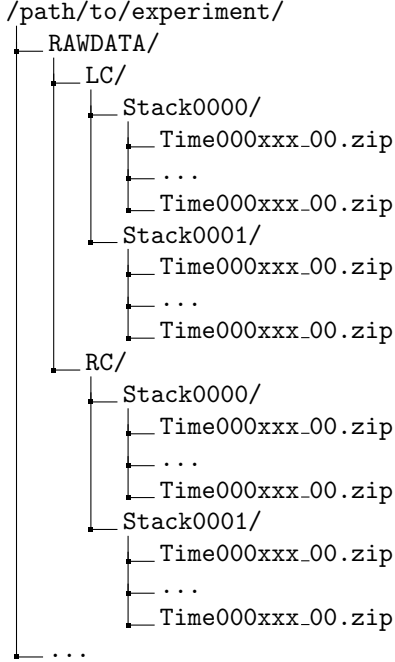 /path/to/experiment/
RAWDATA/
LC/
Stack0000/
Time000xxx_00.zip
...
Time000xxx_00.zip
Stack0001/
Time000xxx_00.zip
...
Time000xxx_00.zip
RC/
Stack0000/
Time000xxx_00.zip
...
Time000xxx_00.zip
Stack0001/
Time000xxx_00.zip
...
Time000xxx_00.zip
...